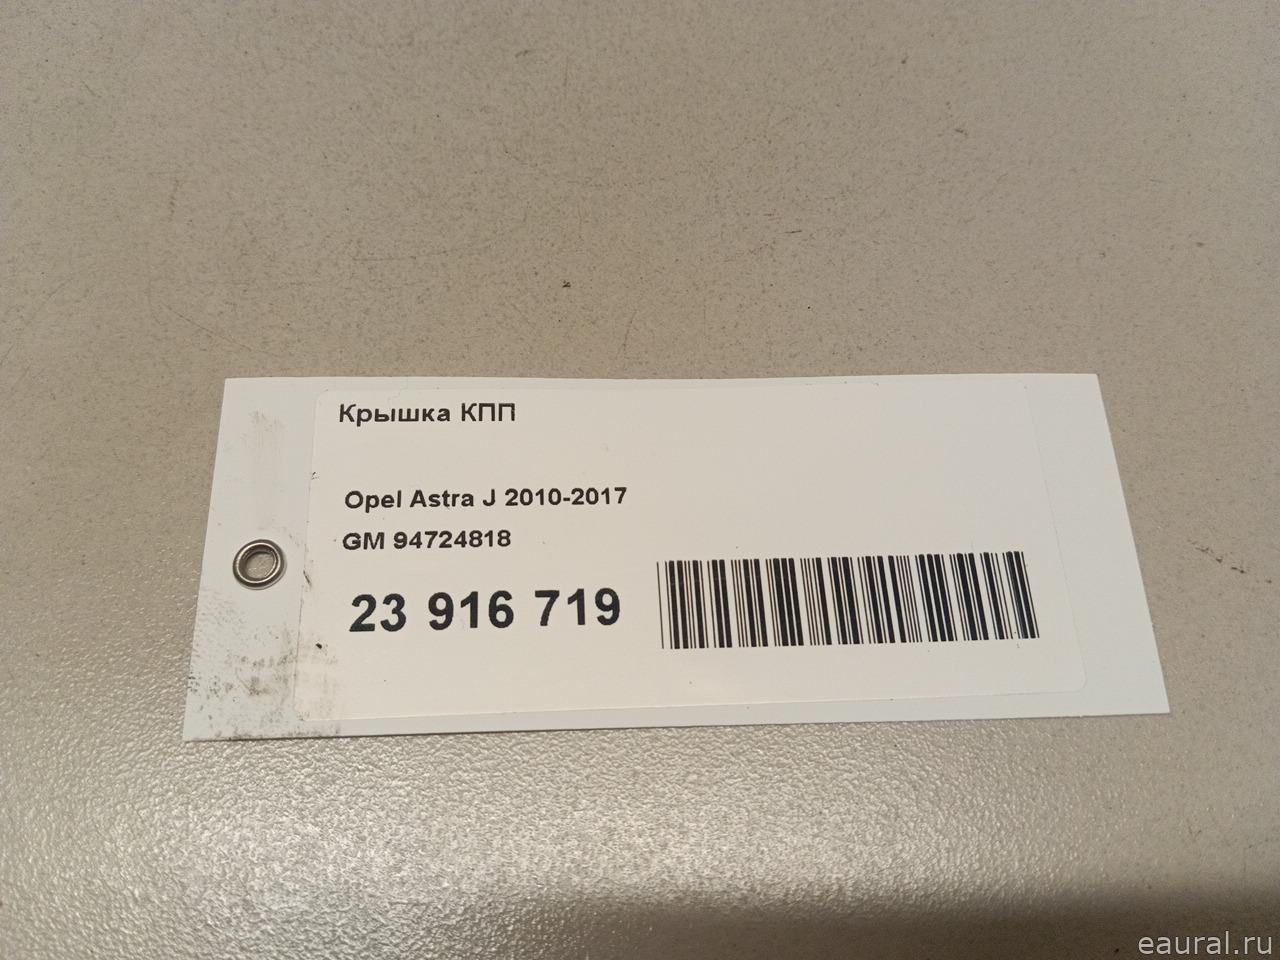 Крышка КПП
Opel Astra J 2010-2017
GM 94724818
23 916 719
eaural.ru